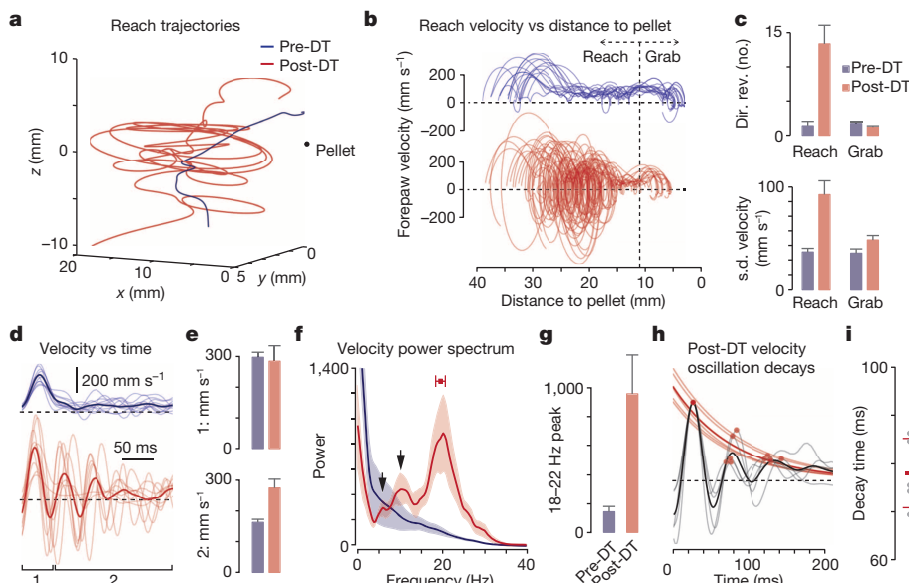 a Reach trajectories
Pre-DT
Post-DT
10
z (mm)
0
Pellet
−10
20
10
0
x (mm)
5
0
y (mm)
b Reach velocity vs distance to pellet
Reach Grab
Forepaw velocity (mm s⁻¹)
200
0
−200
200
0
−200
40 30 20 10 0
Distance to pellet (mm)
c
Dir. rev. (no.)
15
0
Pre-DT
Post-DT
Reach Grab
s.d. velocity
(mm s⁻¹)
100
0
Reach Grab
d Velocity vs time
200 mm s⁻¹
50 ms
1 2
e
1: mm s⁻¹
300
0
2: mm s⁻¹
300
0
f Velocity power spectrum
1,400
Power
0
0 20 40
Frequency (Hz)
g
18–22 Hz peak
1,000
0
Pre-DT
Post-DT
h Post-DT velocity
oscillation decays
0 100 200
Time (ms)
i
Decay time (ms)
100
60